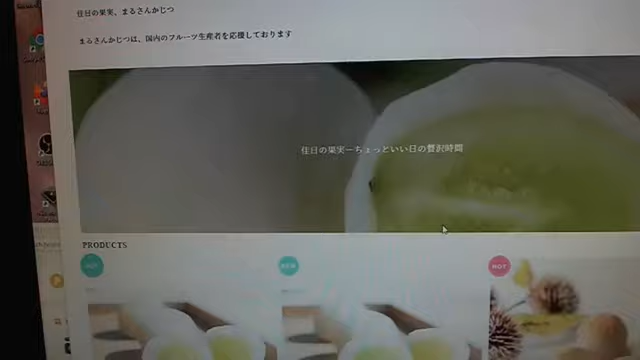 佳日の果実、まるさんかじつ
まるさんかじつは、国内のフルーツ生産者を応援しております
佳日の果実ーちょっといい日の贅沢時間
PRODUCTS
HOT